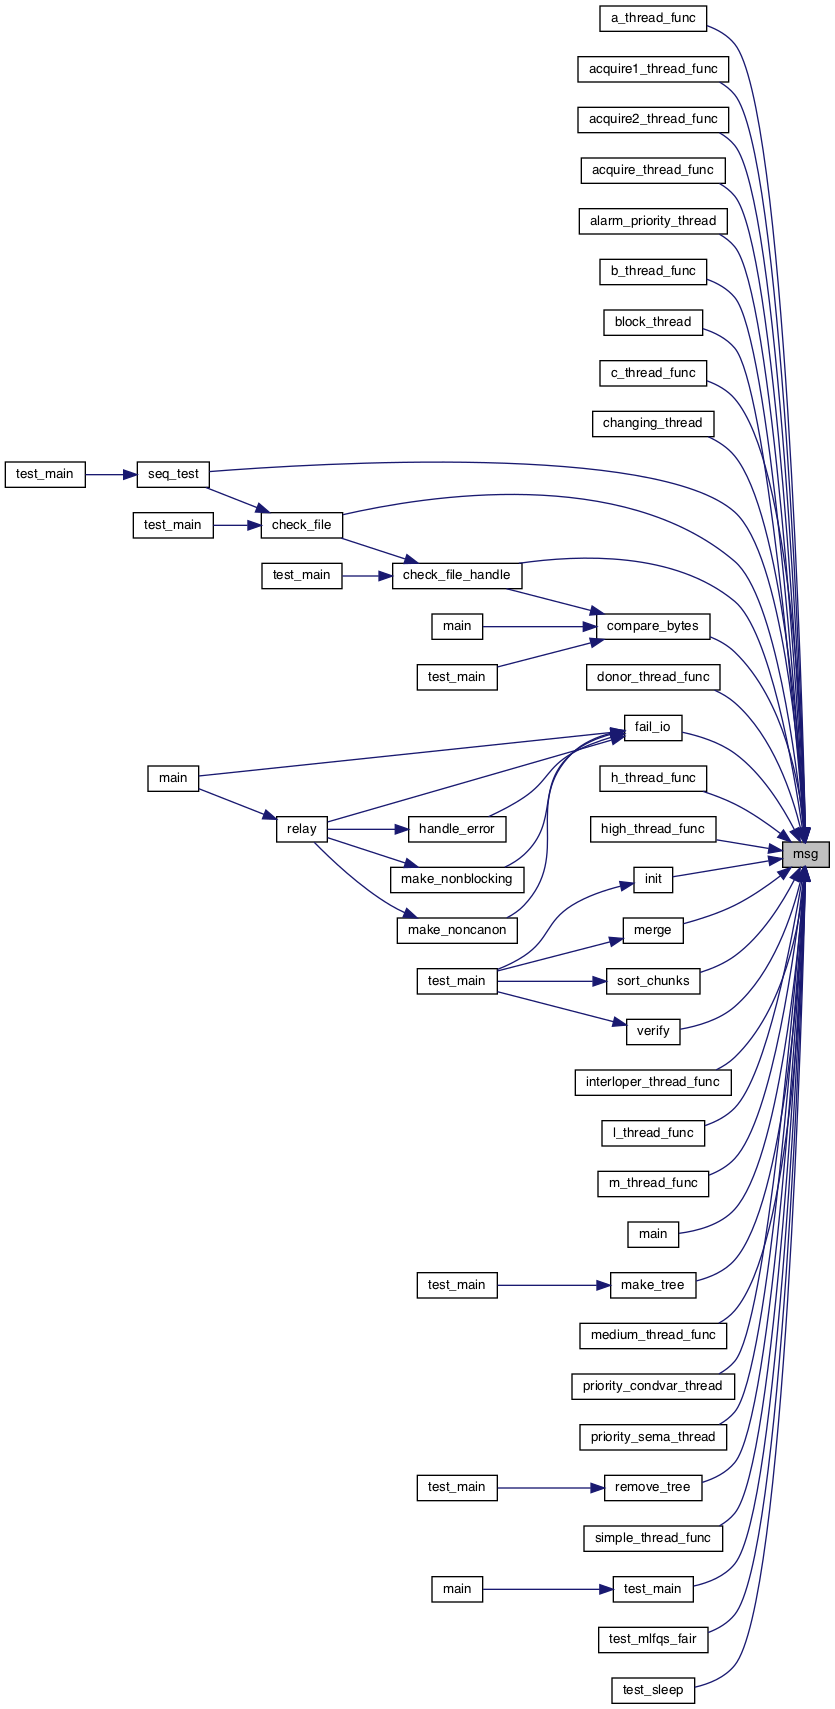 a_thread_func
acquire1_thread_func
acquire2_thread_func
acquire_thread_func
alarm_priority_thread
b_thread_func
block_thread
c_thread_func
changing_thread
test_main
seq_test
test_main
check_file
test_main
check_file_handle
main
compare_bytes
test_main
donor_thread_func
fail_io
main
h_thread_func
relay
handle_error
high_thread_func
msg
make_nonblocking
init
make_noncanon
merge
test_main
sort_chunks
verify
interloper_thread_func
l_thread_func
m_thread_func
main
test_main
make_tree
medium_thread_func
priority_condvar_thread
priority_sema_thread
test_main
remove_tree
simple_thread_func
main
test_main
test_mlfqs_fair
test_sleep